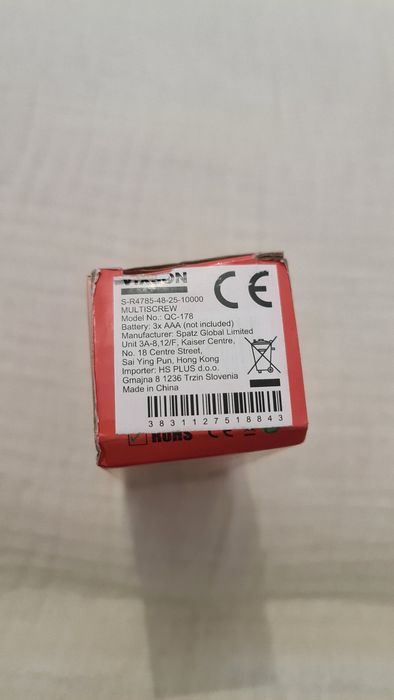 S-R4785-48-25-10000
MULTISCREW
Model No.: QC-178
Battery: 3x AAA (not included)
Manufacturer: Spatz Global Limited
Unit 3A-8,12/F, Kaiser Centre,
No. 18 Centre Street,
Sai Ying Pun, Hong Kong
Importer: HS PLUS d.o.o.
Gmajna 8 1236 Trzin Slovenia
Made in China
CE
3831127518843
ROHS CE